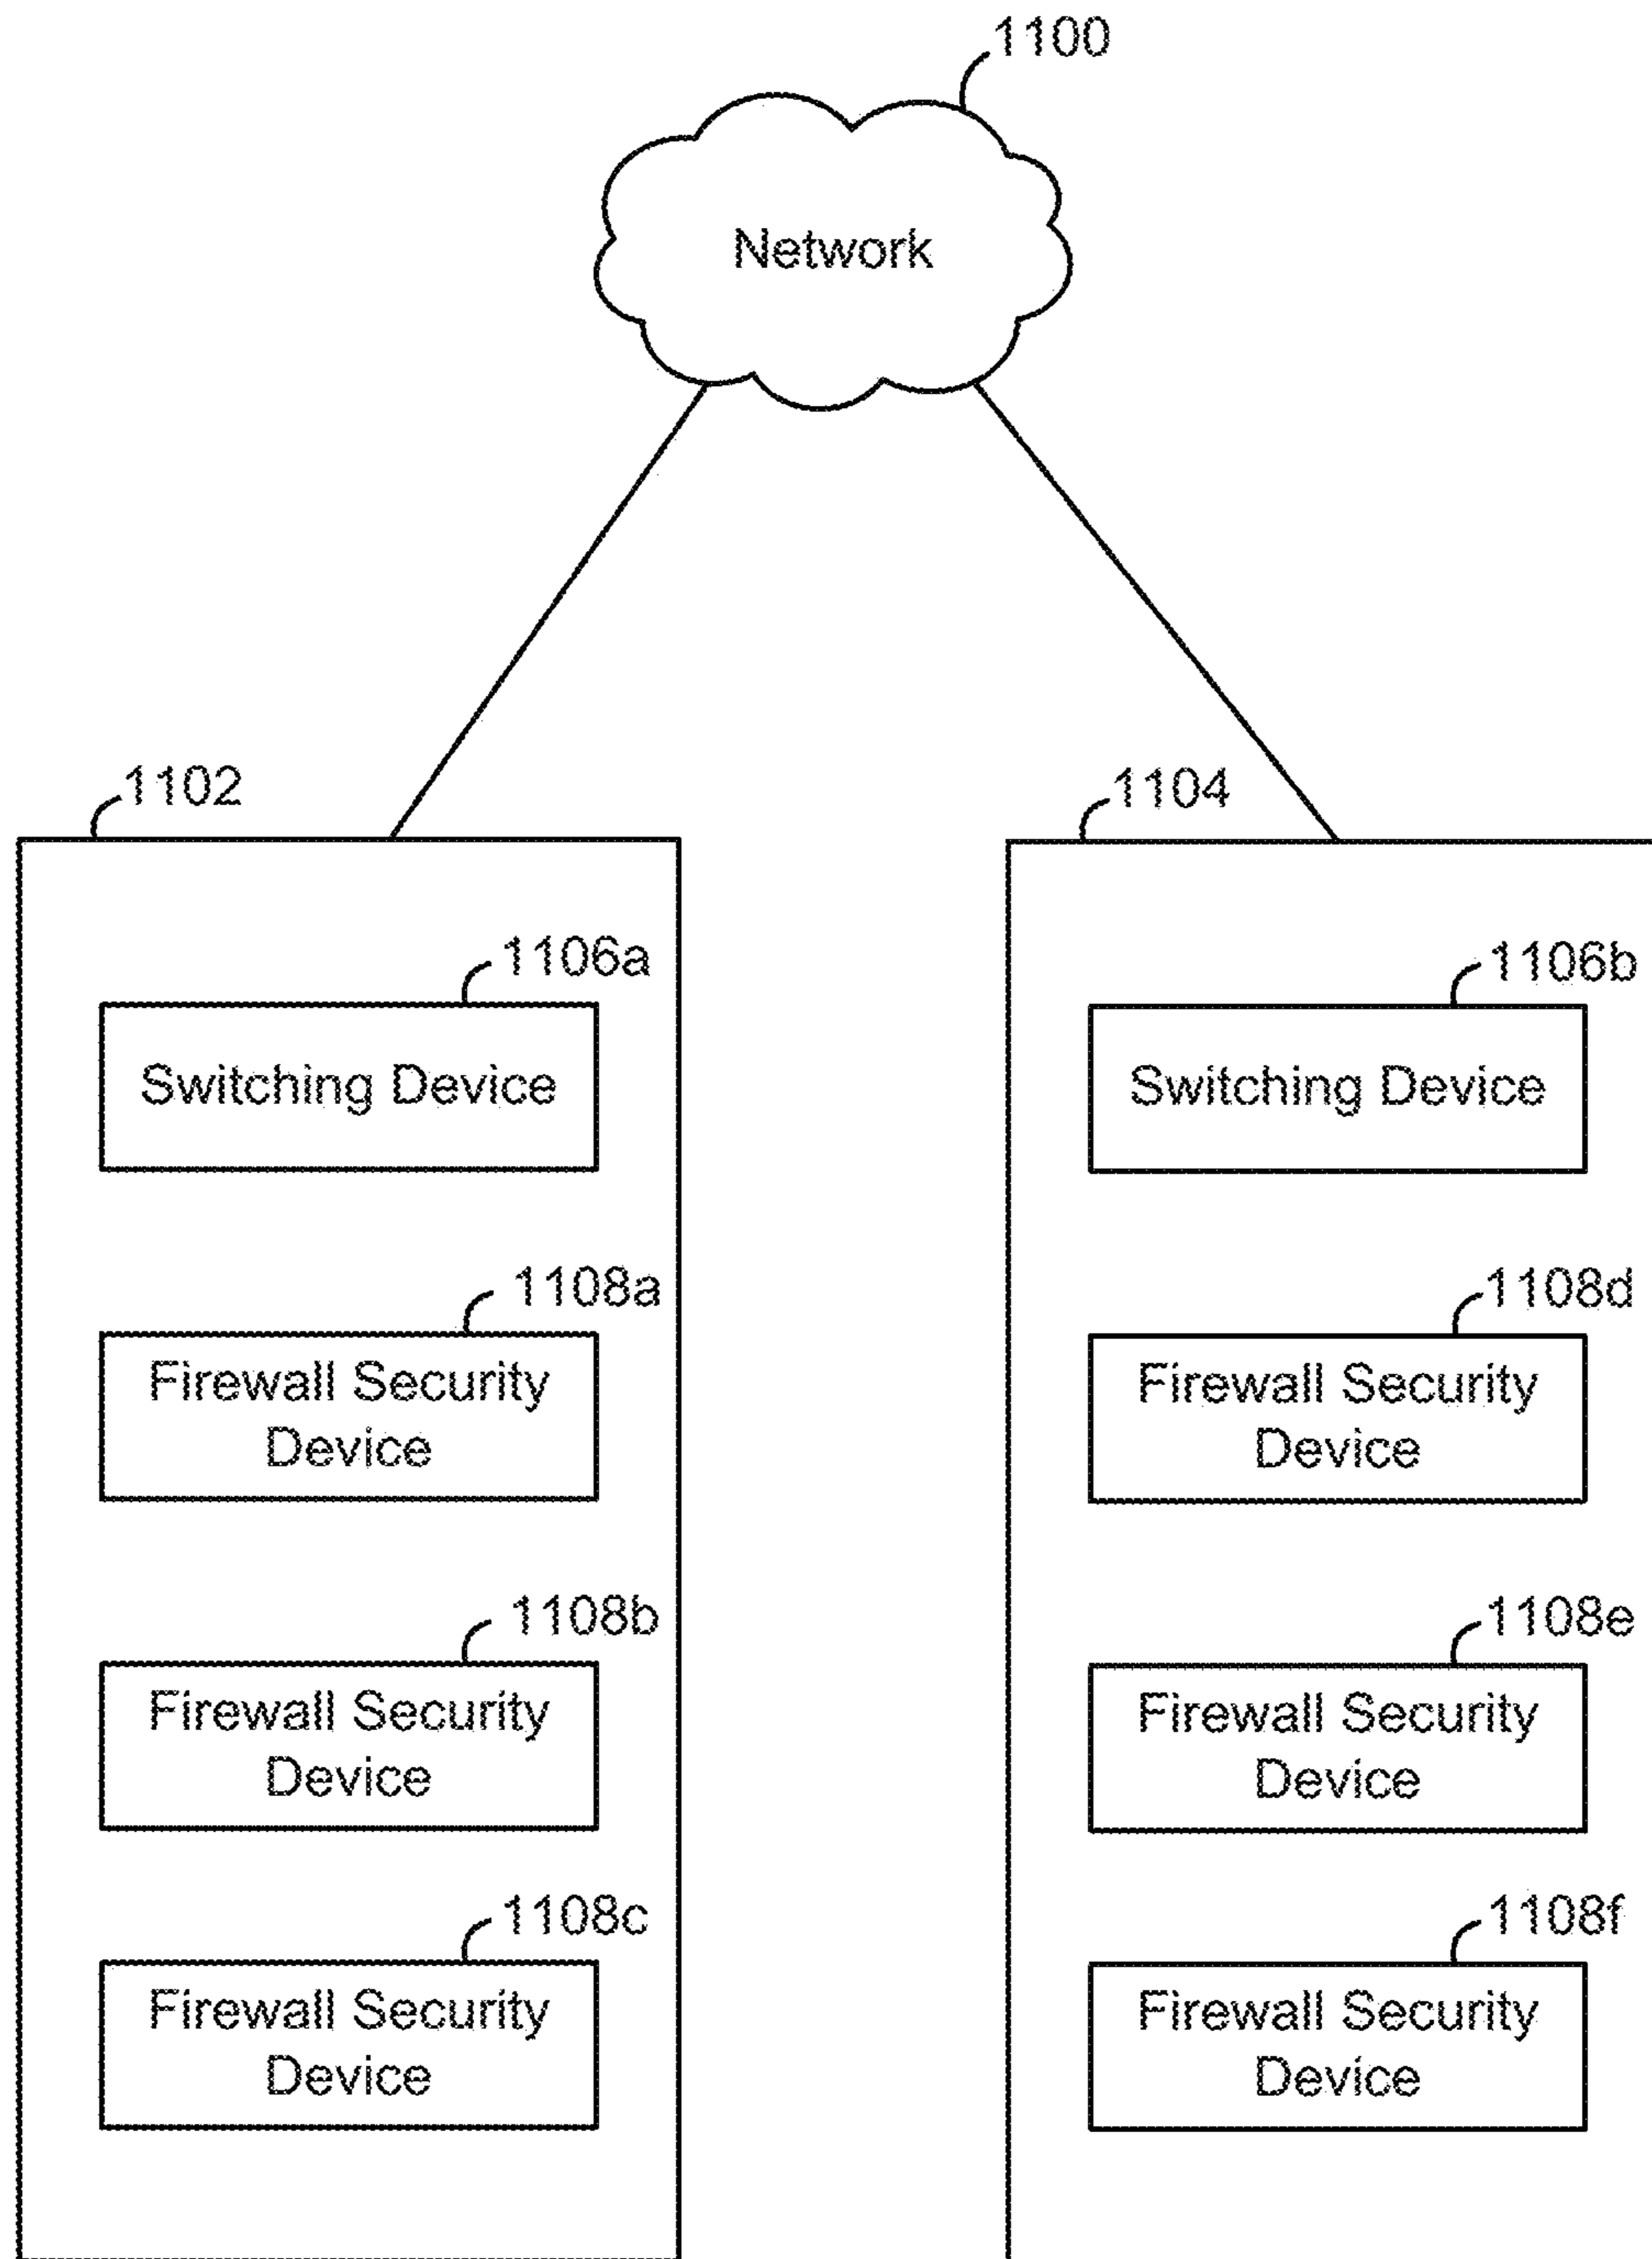 1100
Network
1102
1104
1106a
Switching Device
1108a
Firewall Security
Device
1108b
Firewall Security
Device
1108c
Firewall Security
Device
1106b
Switching Device
1108d
Firewall Security
Device
1108e
Firewall Security
Device
1108f
Firewall Security
Device